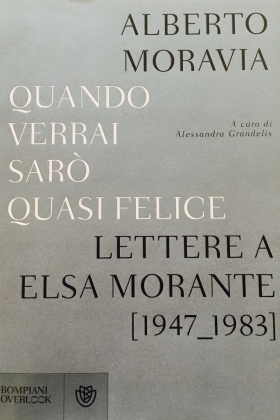 ALBERTO
MORAVIA
QUANDO
VERRAI
SARÒ
QUASI FELICE
A cura di
Alessandra Grandelis
LETTERE A
ELSA MORANTE
[1947_1983]
BOMPIANI
OVERLOOK